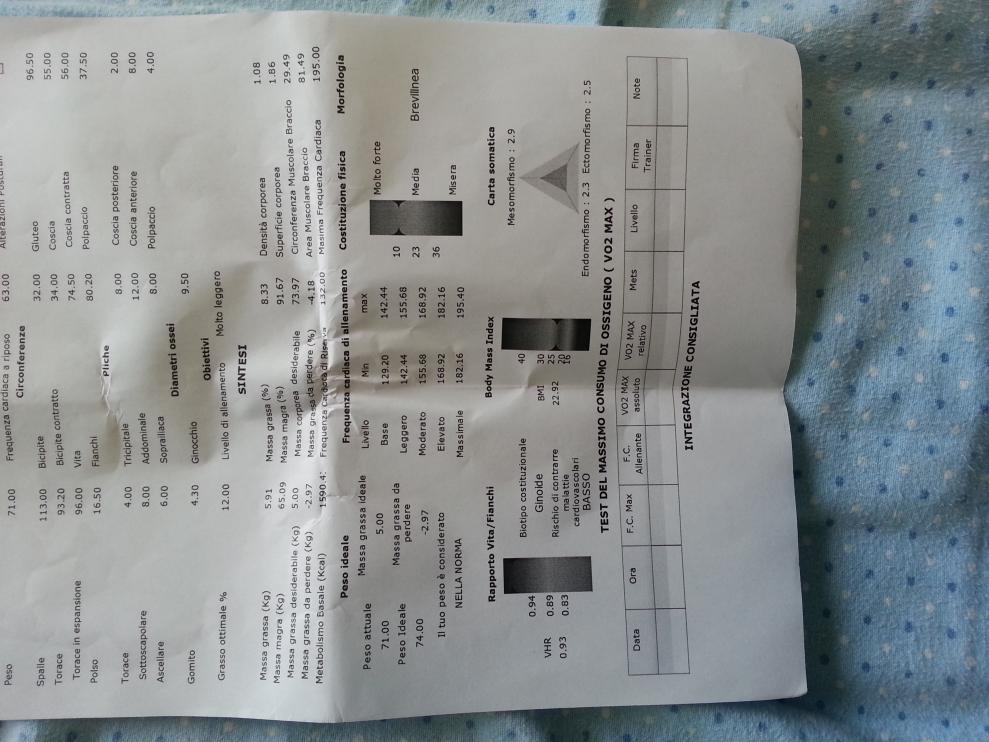 Peso 71.00 Frequenza cardiaca a riposo 63.00 Alterazioni
Circonferenze
Spalle 113.00 Bicipite 32.00 Gluteo 96.50
Torace 93.20 Bicipite contratto 34.00 Coscia 55.00
Torace in espansione 96.00 Vita 74.50 Coscia contratta 56.00
Polso 16.50 Fianchi 80.20 Polpaccio 37.50
Pliche
Torace 4.00 Tricipitale 8.00 Coscia posteriore 2.00
Sottoscapolare 8.00 Addominale 12.00 Coscia anteriore 8.00
Ascellare 6.00 Soprailiaca 8.00 Polpaccio 4.00
Diametri ossei
Gomito 4.30 Ginocchio 9.50
Obiettivi
Grasso ottimale % 12.00 Livello di allenamento Molto leggero
SINTESI
Massa grassa (Kg) 5.91 Massa grassa (%) 8.33 Densità corporea 1.08
Massa magra (Kg) 65.09 Massa magra (%) 91.67 Superficie corporea 1.86
Massa grassa desiderabile (Kg) 5.00 Massa corporea desiderabile 73.97 Circonferenza Muscolare Braccio 29.49
Massa grassa da perdere (Kg) -2.97 Massa grassa da perdere (%) -4.18 Area Muscolare Braccio 81.49
Metabolismo Basale (Kcal) Frequenza Cardiaca di Riserva 132.00 Massima Frequenza Cardiaca 195.00
Peso ideale Frequenza cardiaca di allenamento Costituzione fisica Morfologia
Peso attuale Massa grassa ideale Livello Min max Molto forte
71.00 5.00 Base 129.20 142.44 10
Peso Ideale Massa grassa da perdere Leggero 142.44 155.68 23 Media Brevilinea
74.00 -2.97 Moderato 155.68 168.92
Il tuo peso è considerato Elevato 168.92 182.16 36
NELLA NORMA Massimale 182.16 195.40 Misera
Rapporto Vita/Fianchi Body Mass Index Carta somatica
0.94 Biotipo costituzionale 40 Mesomorfismo : 2.9
VHR 0.89 Ginoide BMI 30
0.93 0.83 Rischio di contrarre 22.92 25
malattie 20
cardiovascolari 16
BASSO Endomorfismo : 2.3 Ectomorfismo : 2.5
TEST DEL MASSIMO CONSUMO DI OSSIGENO ( VO2 MAX )
Data Ora F.C. Max F.C. Allenante VO2 MAX assoluto VO2 MAX relativo Mets Livello Firma Trainer Note
INTEGRAZIONE CONSIGLIATA